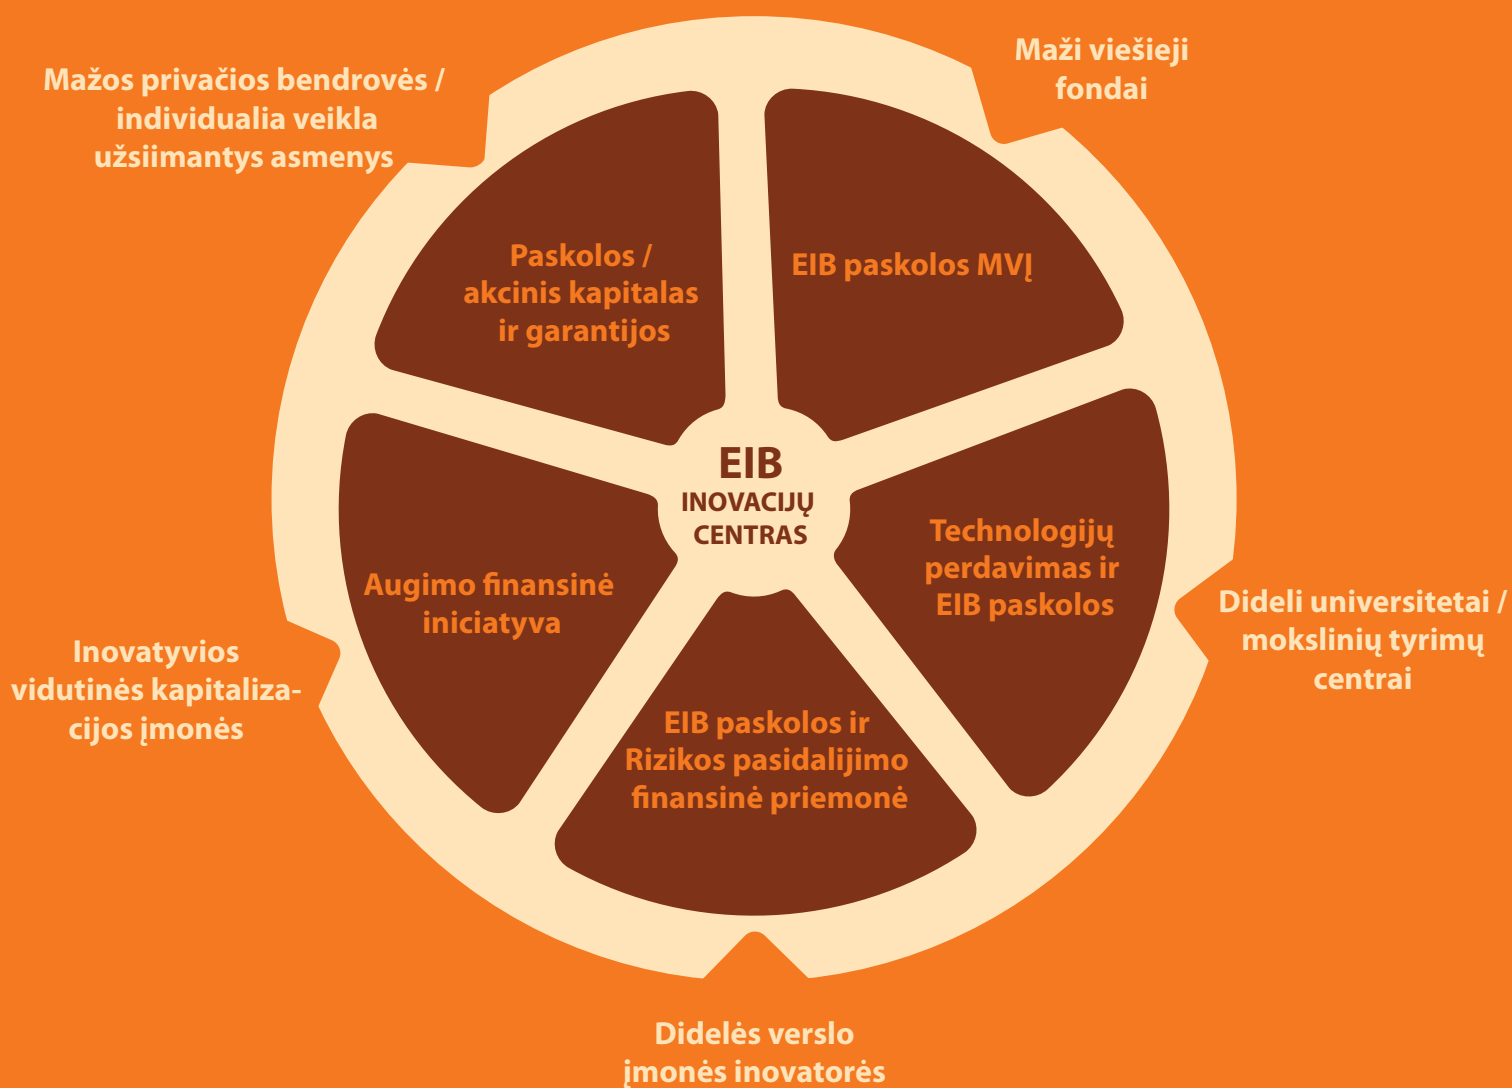 Mažos privačios bendrovės /
individualia veikla
užsiimantys asmenys
Maži viešieji
fondai
Paskolos /
akcinis kapitalas
ir garantijos
EIB paskolos MVĮ
EIB
INOVACIJŲ
CENTRAS
Augimo finansinė
iniciatyva
Technologijų
perdavimas ir
EIB paskolos
EIB paskolos ir
Rizikos pasidalijimo
finansinė priemonė
Inovatyvios
vidutinės kapitaliza-
cijos įmonės
Dideli universitetai /
mokslinių tyrimų
centrai
Didelės verslo
įmonės inovatorės